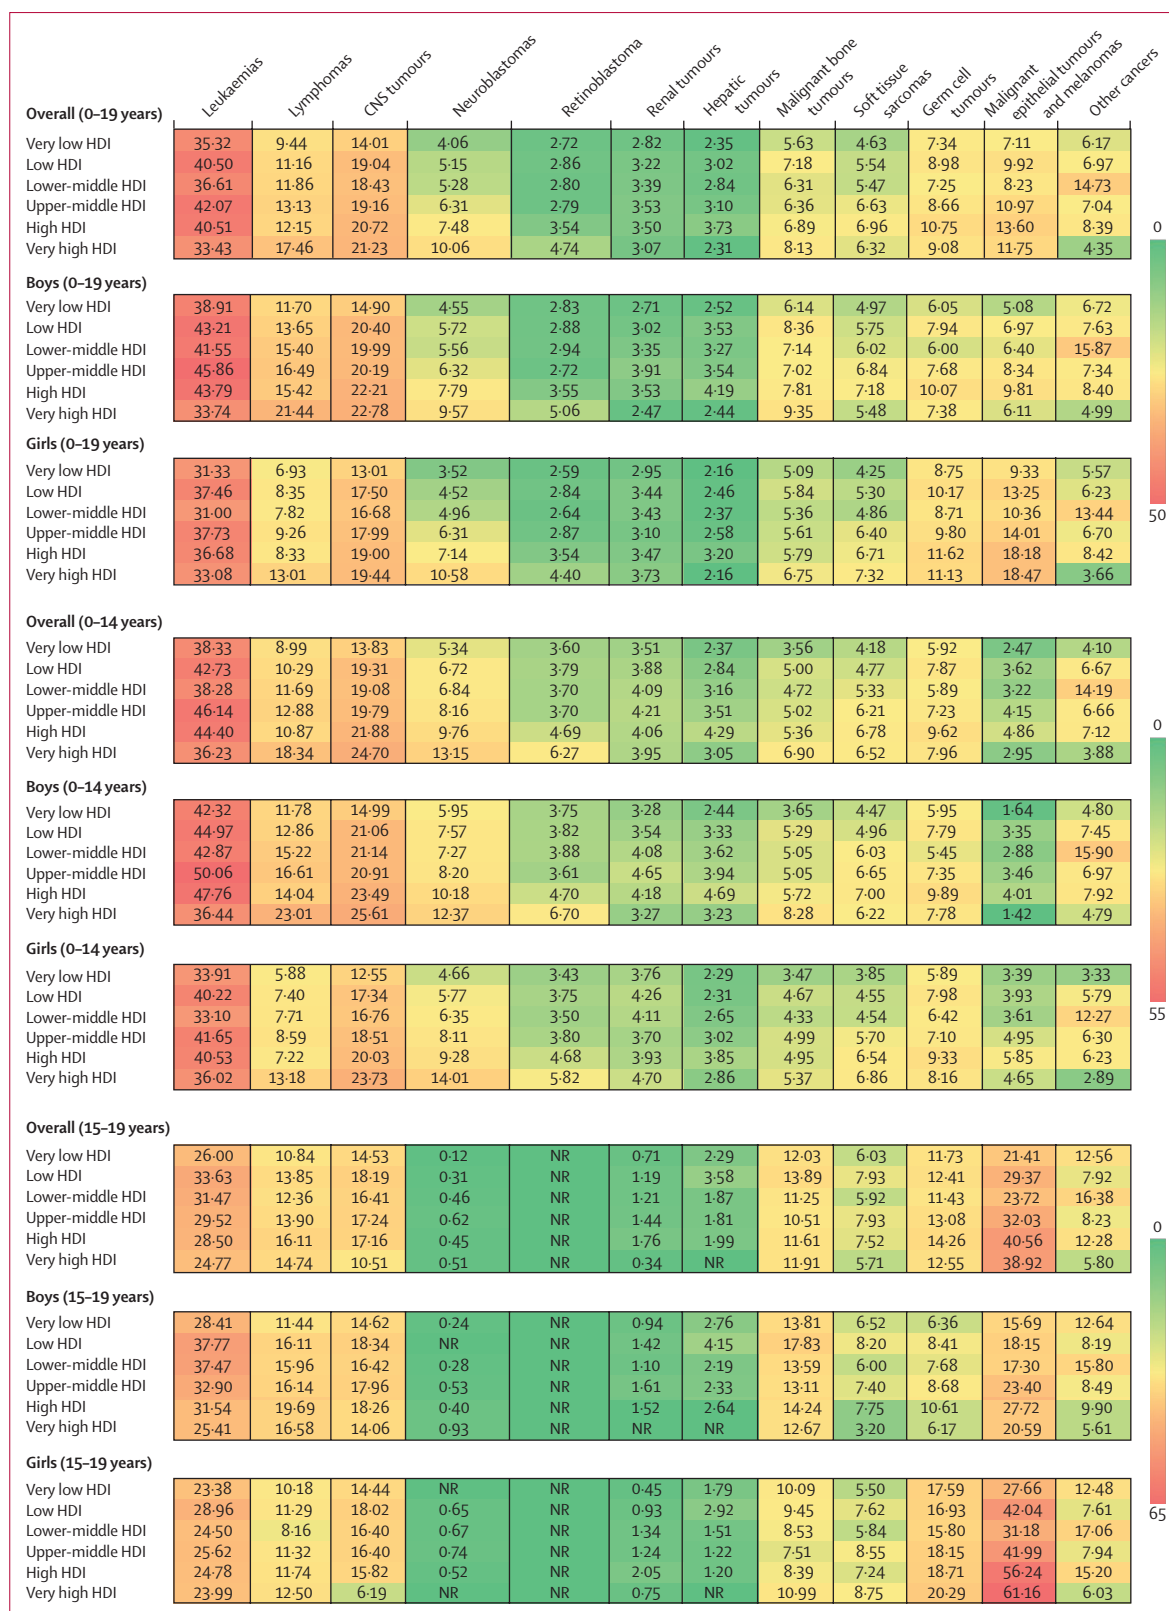 Leukaemias
Lymphomas
CNS tumours
Neuroblastomas
Retinoblastoma
Renal tumours
Hepatic
tumours
Malignant bone
tumours
Soft tissue
sarcomas
Germ cell
tumours
Malignant
epithelial tumours
and melanomas
Other cancers
Overall (0–19 years)
Very low HDI 35·32 9·44 14·01 4·06 2·72 2·82 2·35 5·63 4·63 7·34 7·11 6·17
Low HDI 40·50 11·16 19·04 5·15 2·86 3·22 3·02 7·18 5·54 8·98 9·92 6·97
Lower-middle HDI 36·61 11·86 18·43 5·28 2·80 3·39 2·84 6·31 5·47 7·25 8·23 14·73
Upper-middle HDI 42·07 13·13 19·16 6·31 2·79 3·53 3·10 6·36 6·63 8·66 10·97 7·04
High HDI 40·51 12·15 20·72 7·48 3·54 3·50 3·73 6·89 6·96 10·75 13·60 8·39
Very high HDI 33·43 17·46 21·23 10·06 4·74 3·07 2·31 8·13 6·32 9·08 11·75 4·35
0
Boys (0–19 years)
Very low HDI 38·91 11·70 14·90 4·55 2·83 2·71 2·52 6·14 4·97 6·05 5·08 6·72
Low HDI 43·21 13·65 20·40 5·72 2·88 3·02 3·53 8·36 5·75 7·94 6·97 7·63
Lower-middle HDI 41·55 15·40 19·99 5·56 2·94 3·35 3·27 7·14 6·02 6·00 6·40 15·87
Upper-middle HDI 45·86 16·49 20·19 6·32 2·72 3·91 3·54 7·02 6·84 7·68 8·34 7·34
High HDI 43·79 15·42 22·21 7·79 3·55 3·53 4·19 7·81 7·18 10·07 9·81 8·40
Very high HDI 33·74 21·44 22·78 9·57 5·06 2·47 2·44 9·35 5·48 7·38 6·11 4·99
Girls (0–19 years)
Very low HDI 31·33 6·93 13·01 3·52 2·59 2·95 2·16 5·09 4·25 8·75 9·33 5·57
Low HDI 37·46 8·35 17·50 4·52 2·84 3·44 2·46 5·84 5·30 10·17 13·25 6·23
Lower-middle HDI 31·00 7·82 16·68 4·96 2·64 3·43 2·37 5·36 4·86 8·71 10·36 13·44
50
Upper-middle HDI 37·73 9·26 17·99 6·31 2·87 3·10 2·58 5·61 6·40 9·80 14·01 6·70
High HDI 36·68 8·33 19·00 7·14 3·54 3·47 3·20 5·79 6·71 11·62 18·18 8·42
Very high HDI 33·08 13·01 19·44 10·58 4·40 3·73 2·16 6·75 7·32 11·13 18·47 3·66
Overall (0–14 years)
Very low HDI 38·33 8·99 13·83 5·34 3·60 3·51 2·37 3·56 4·18 5·92 2·47 4·10
Low HDI 42·73 10·29 19·31 6·72 3·79 3·88 2·84 5·00 4·77 7·87 3·62 6·67
Lower-middle HDI 38·28 11·69 19·08 6·84 3·70 4·09 3·16 4·72 5·33 5·89 3·22 14·19
Upper-middle HDI 46·14 12·88 19·79 8·16 3·70 4·21 3·51 5·02 6·21 7·23 4·15 6·66
0
High HDI 44·40 10·87 21·88 9·76 4·69 4·06 4·29 5·36 6·78 9·62 4·86 7·12
Very high HDI 36·23 18·34 24·70 13·15 6·27 3·95 3·05 6·90 6·52 7·96 2·95 3·88
Boys (0–14 years)
Very low HDI 42·32 11·78 14·99 5·95 3·75 3·28 2·44 3·65 4·47 5·95 1·64 4·80
Low HDI 44·97 12·86 21·06 7·57 3·82 3·54 3·33 5·29 4·96 7·79 3·35 7·45
Lower-middle HDI 42·87 15·22 21·14 7·27 3·88 4·08 3·62 5·05 6·03 5·45 2·88 15·90
Upper-middle HDI 50·06 16·61 20·91 8·20 3·61 4·65 3·94 5·05 6·65 7·35 3·46 6·97
High HDI 47·76 14·04 23·49 10·18 4·70 4·18 4·69 5·72 7·00 9·89 4·01 7·92
Very high HDI 36·44 23·01 25·61 12·37 6·70 3·27 3·23 8·28 6·22 7·78 1·42 4·79
Girls (0–14 years)
Very low HDI 33·91 5·88 12·55 4·66 3·43 3·76 2·29 3·47 3·85 5·89 3·39 3·33
Low HDI 40·22 7·40 17·34 5·77 3·75 4·26 2·31 4·67 4·55 7·98 3·93 5·79
Lower-middle HDI 33·10 7·71 16·76 6·35 3·50 4·11 2·65 4·33 4·54 6·42 3·61 12·27
55
Upper-middle HDI 41·65 8·59 18·51 8·11 3·80 3·70 3·02 4·99 5·70 7·10 4·95 6·30
High HDI 40·53 7·22 20·03 9·28 4·68 3·93 3·85 4·95 6·54 9·33 5·85 6·23
Very high HDI 36·02 13·18 23·73 14·01 5·82 4·70 2·86 5·37 6·86 8·16 4·65 2·89
Overall (15–19 years)
Very low HDI 26·00 10·84 14·53 0·12 NR 0·71 2·29 12·03 6·03 11·73 21·41 12·56
Low HDI 33·63 13·85 18·19 0·31 NR 1·19 3·58 13·89 7·93 12·41 29·37 7·92
Lower-middle HDI 31·47 12·36 16·41 0·46 NR 1·21 1·87 11·25 5·92 11·43 23·72 16·38
Upper-middle HDI 29·52 13·90 17·24 0·62 NR 1·44 1·81 10·51 7·93 13·08 32·03 8·23
0
High HDI 28·50 16·11 17·16 0·45 NR 1·76 1·99 11·61 7·52 14·26 40·56 12·28
Very high HDI 24·77 14·74 10·51 0·51 NR 0·34 NR 11·91 5·71 12·55 38·92 5·80
Boys (15–19 years)
Very low HDI 28·41 11·44 14·62 0·24 NR 0·94 2·76 13·81 6·52 6·36 15·69 12·64
Low HDI 37·77 16·11 18·34 NR NR 1·42 4·15 17·83 8·20 8·41 18·15 8·19
Lower-middle HDI 37·47 15·96 16·42 0·28 NR 1·10 2·19 13·59 6·00 7·68 17·30 15·80
Upper-middle HDI 32·90 16·14 17·96 0·53 NR 1·61 2·33 13·11 7·40 8·68 23·40 8·49
High HDI 31·54 19·69 18·26 0·40 NR 1·52 2·64 14·24 7·75 10·61 27·72 9·90
Very high HDI 25·41 16·58 14·06 0·93 NR NR NR 12·67 3·20 6·17 20·59 5·61
Girls (15–19 years)
Very low HDI 23·38 10·18 14·44 NR NR 0·45 1·79 10·09 5·50 17·59 27·66 12·48
Low HDI 28·96 11·29 18·02 0·65 NR 0·93 2·92 9·45 7·62 16·93 42·04 7·61
65
Lower-middle HDI 24·50 8·16 16·40 0·67 NR 1·34 1·51 8·53 5·84 15·80 31·18 17·06
Upper-middle HDI 25·62 11·32 16·40 0·74 NR 1·24 1·22 7·51 8·55 18·15 41·99 7·94
High HDI 24·78 11·74 15·82 0·52 NR 2·05 1·20 8·39 7·24 18·71 56·24 15·20
Very high HDI 23·99 12·50 6·19 NR NR 0·75 NR 10·99 8·75 20·29 61·16 6·03